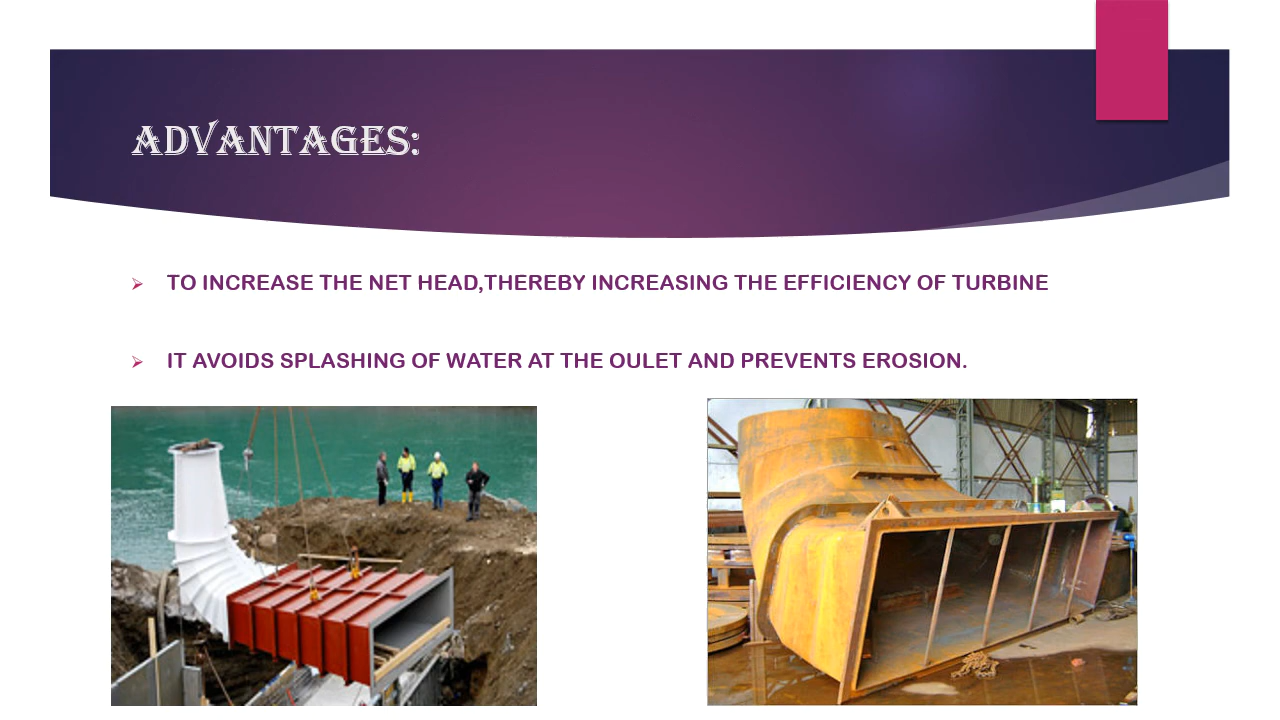 ADVANTAGES:
TO INCREASE THE NET HEAD,THEREBY INCREASING THE EFFICIENCY OF TURBINE
IT AVOIDS SPLASHING OF WATER AT THE OULET AND PREVENTS EROSION.